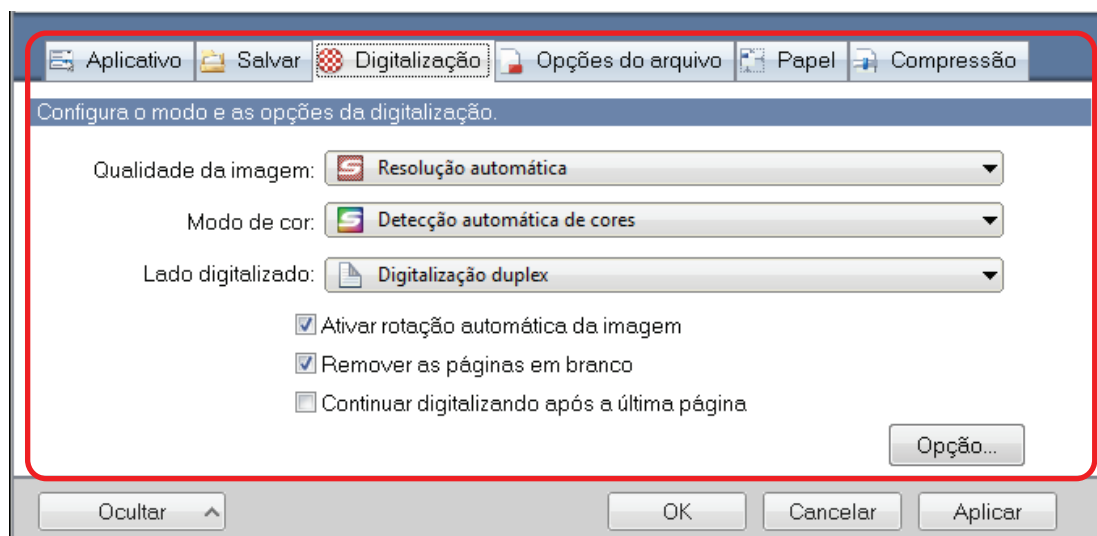 Aplicativo Salvar Digitalização Opções do arquivo Papel Compressão
Configura o modo e as opções da digitalização.
Qualidade da imagem: Resolução automática
Modo de cor: Detecção automática de cores
Lado digitalizado: Digitalização duplex
Ativar rotação automática da imagem
Remover as páginas em branco
Continuar digitalizando após a última página
Opção...
Ocultar OK Cancelar Aplicar